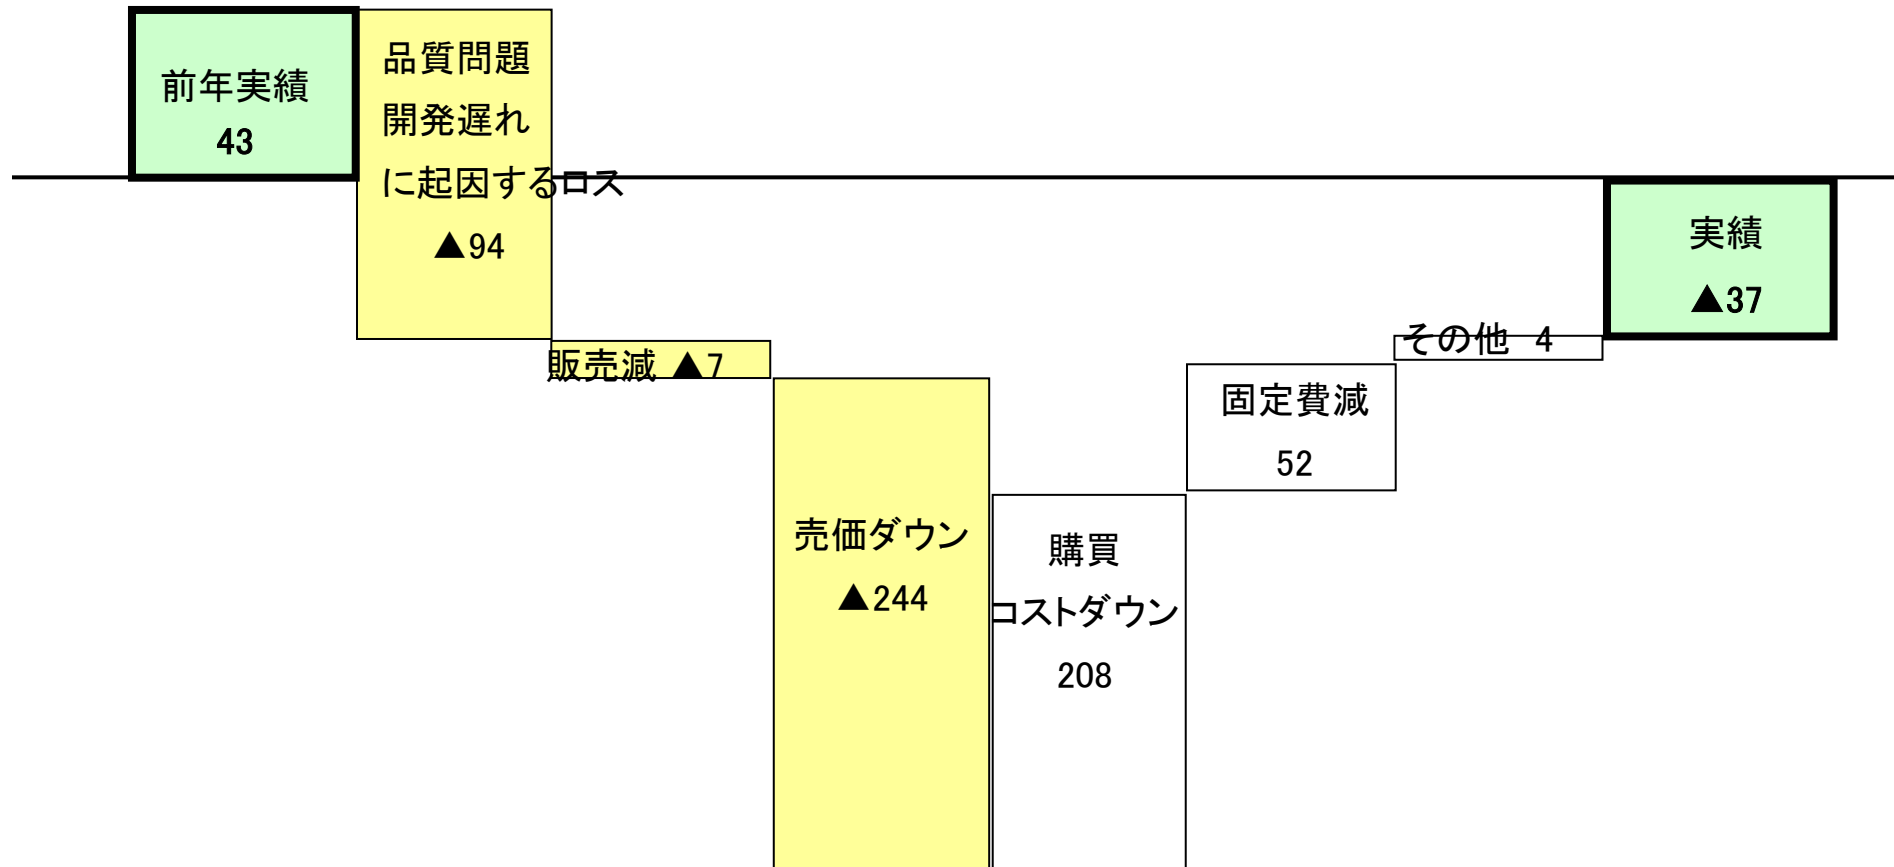 前年実績
43
品質問題
開発遅れ
に起因するロス
▲94
販売減 ▲7
売価ダウン
▲244
購買
コストダウン
208
固定費減
52
その他 4
実績
▲37